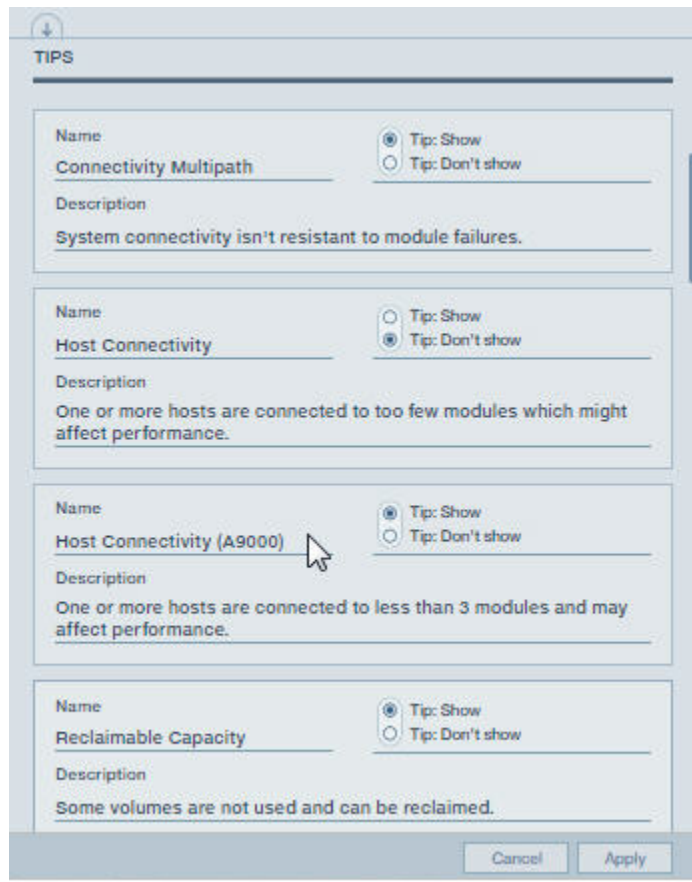 TIPS
Name
Tip: Show
Connectivity Multipath
Tip: Don't show
Description
System connectivity isn't resistant to module failures.
Name
Tip: Show
Host Connectivity
Tip: Don't show
Description
One or more hosts are connected to too few modules which might
affect performance.
Name
Tip: Show
Host Connectivity (A9000)
Tip: Don't show
Description
One or more hosts are connected to less than 3 modules and may
affect performance.
Name
Tip: Show
Reclaimable Capacity
Tip: Don't show
Description
Some volumes are not used and can be reclaimed.
Cancel Apply